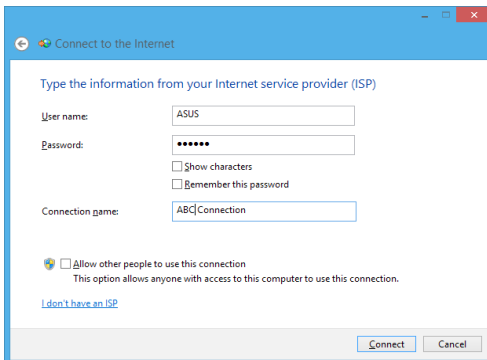 Connect to the Internet
Type the information from your Internet service provider (ISP)
User name: ASUS
Password: ••••••
Show characters
Remember this password
Connection name: ABC Connection
Allow other people to use this connection
This option allows anyone with access to this computer to use this connection.
I don't have an ISP
Connect Cancel